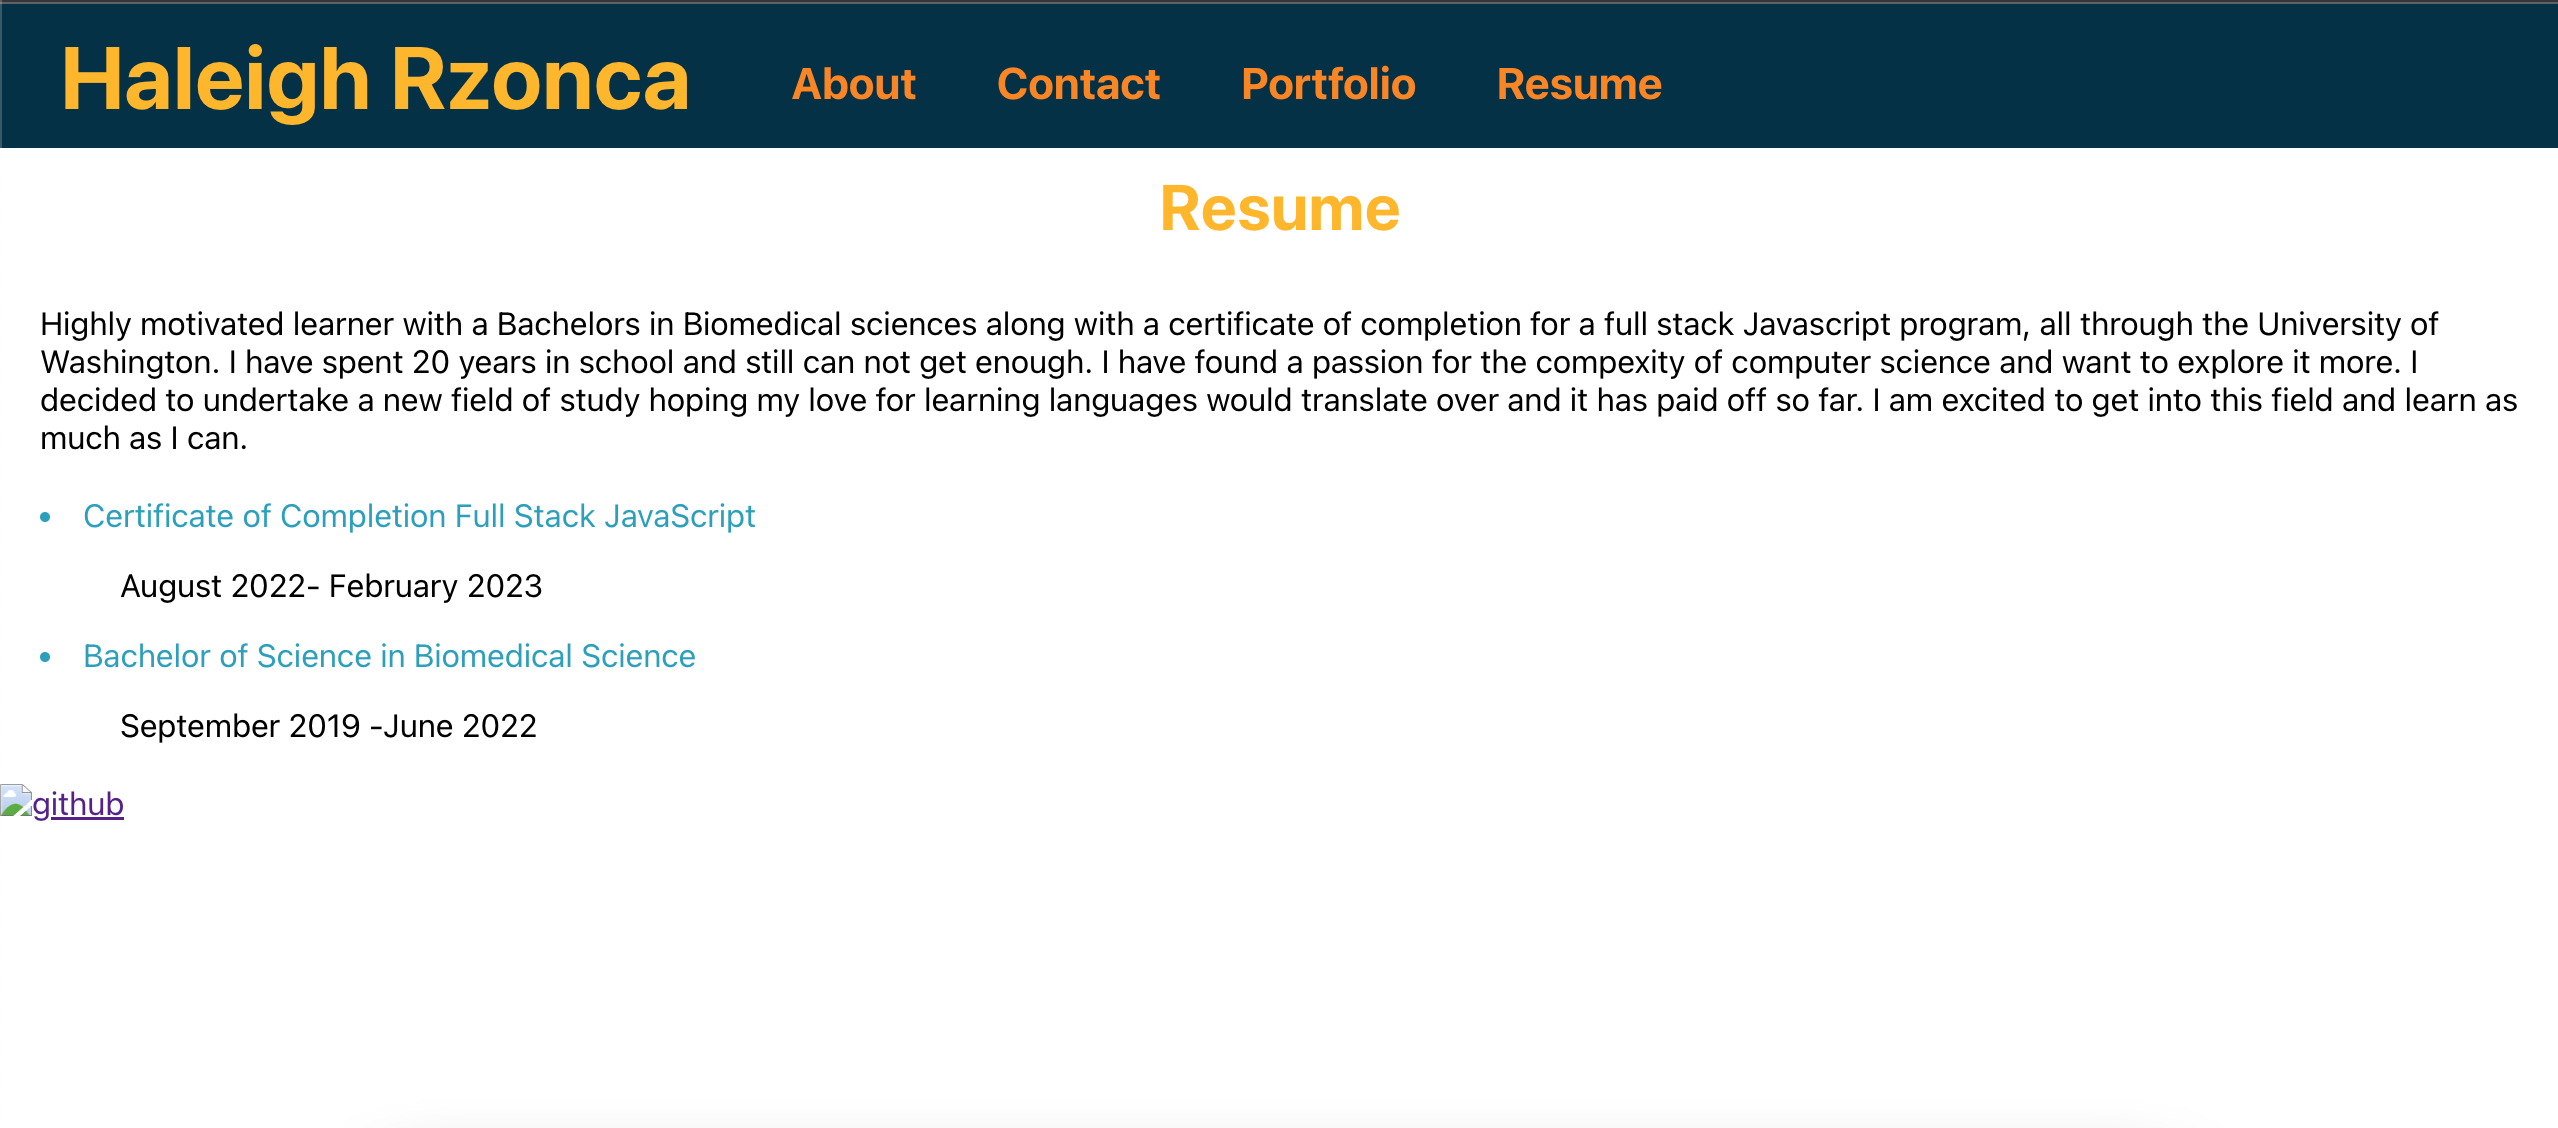 Haleigh Rzonca About Contact Portfolio Resume
Resume
Highly motivated learner with a Bachelors in Biomedical sciences along with a certificate of completion for a full stack Javascript program, all through the University of
Washington. I have spent 20 years in school and still can not get enough. I have found a passion for the compexity of computer science and want to explore it more. I
decided to undertake a new field of study hoping my love for learning languages would translate over and it has paid off so far. I am excited to get into this field and learn as
much as I can.
• Certificate of Completion Full Stack JavaScript
August 2022- February 2023
• Bachelor of Science in Biomedical Science
September 2019 -June 2022
github